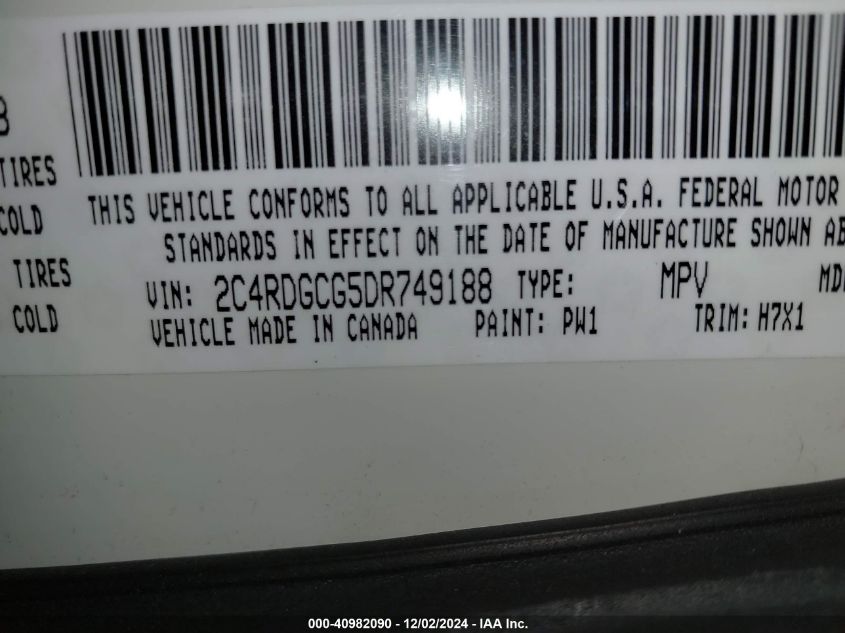 TIRES
COLD
THIS VEHICLE CONFORMS TO ALL APPLICABLE U.S.A. FEDERAL MOTOR
STANDARDS IN EFFECT ON THE DATE OF MANUFACTURE SHOWN AB
TIRES
COLD
VIN: 2C4RDGCG5DR749188 TYPE: MPV
VEHICLE MADE IN CANADA PAINT: PW1 TRIM: H7X1
000-40982090 - 12/02/2024 - IAA Inc.